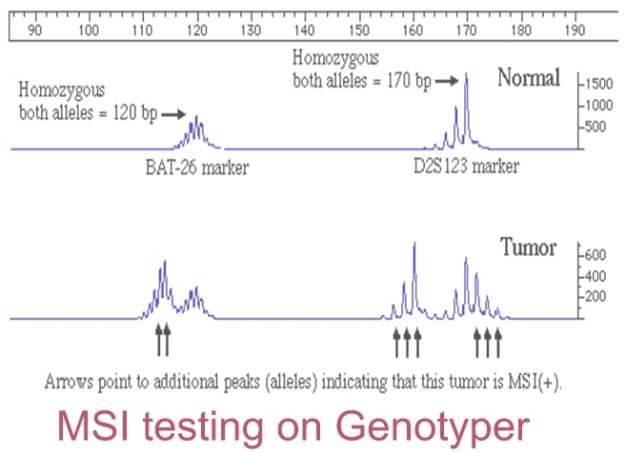 90 100 110 120 130 140 150 160 170 180 190
Homozygous
both alleles = 170 bp
Normal
Homozygous
both alleles = 120 bp
1500
1000
500
BAT-26 marker
D2S123 marker
Tumor
600
400
200
Arrows point to additional peaks (alleles) indicating that this tumor is MSI(+).
MSI testing on Genotyper